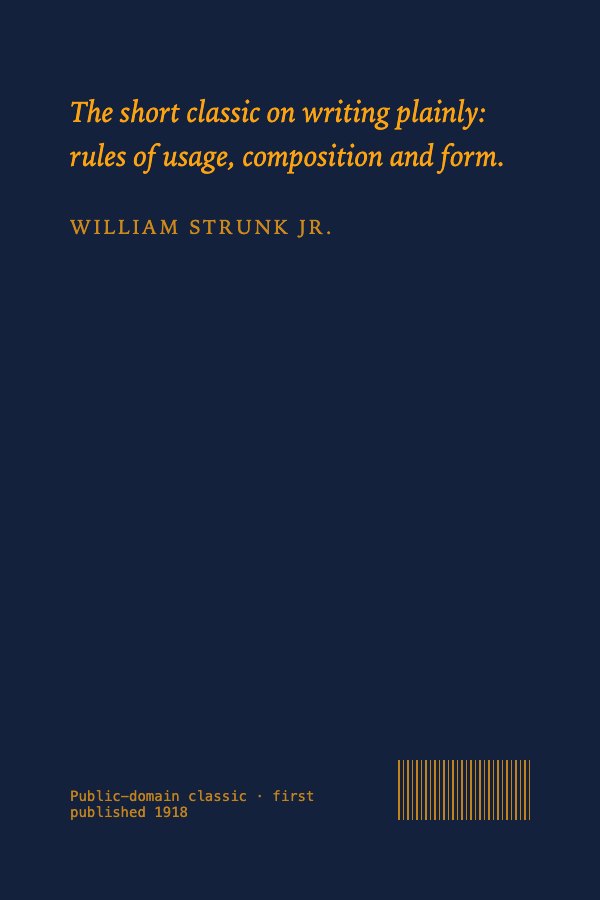 The short classic on writing plainly:
rules of usage, composition and form.
WILLIAM STRUNK JR.
Public-domain classic · first
published 1918